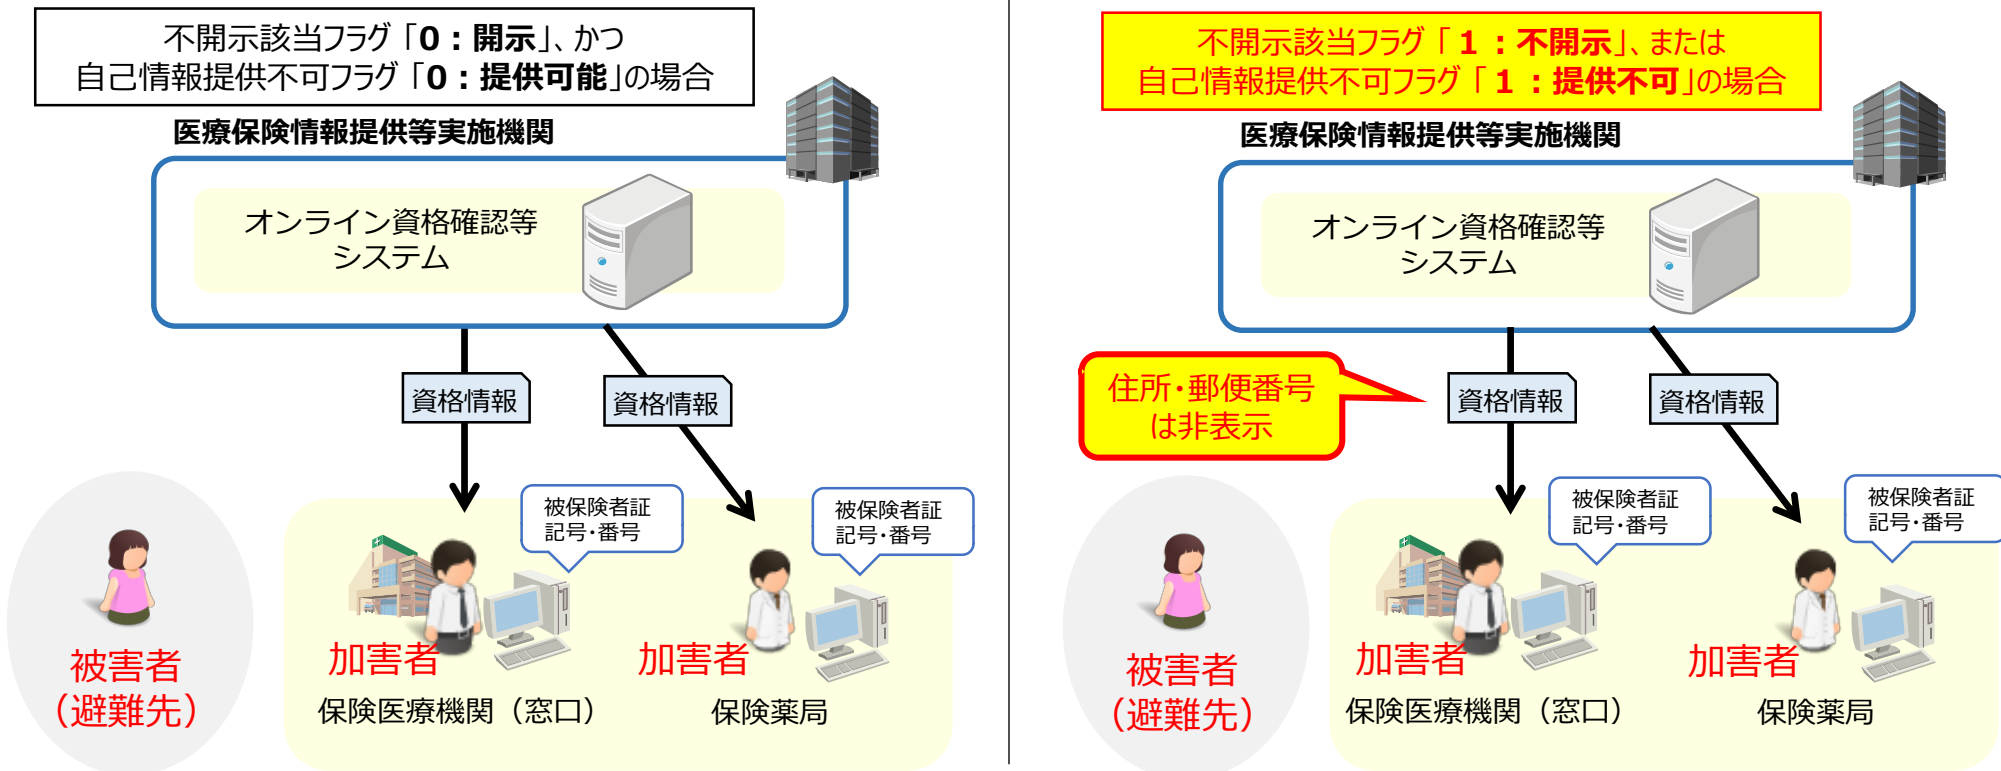 不開示該当フラグ「０：開示」、かつ
自己情報提供不可フラグ「０：提供可能」の場合
医療保険情報提供等実施機関
オンライン資格確認等
システム
資格情報
資格情報
被保険者証
記号・番号
被保険者証
記号・番号
被害者
（避難先）
加害者
加害者
保険医療機関（窓口）
保険薬局
不開示該当フラグ「１：不開示」、または
自己情報提供不可フラグ「１：提供不可」の場合
医療保険情報提供等実施機関
オンライン資格確認等
システム
住所・郵便番号
は非表示
資格情報
資格情報
被保険者証
記号・番号
被保険者証
記号・番号
被害者
（避難先）
加害者
加害者
保険医療機関（窓口）
保険薬局